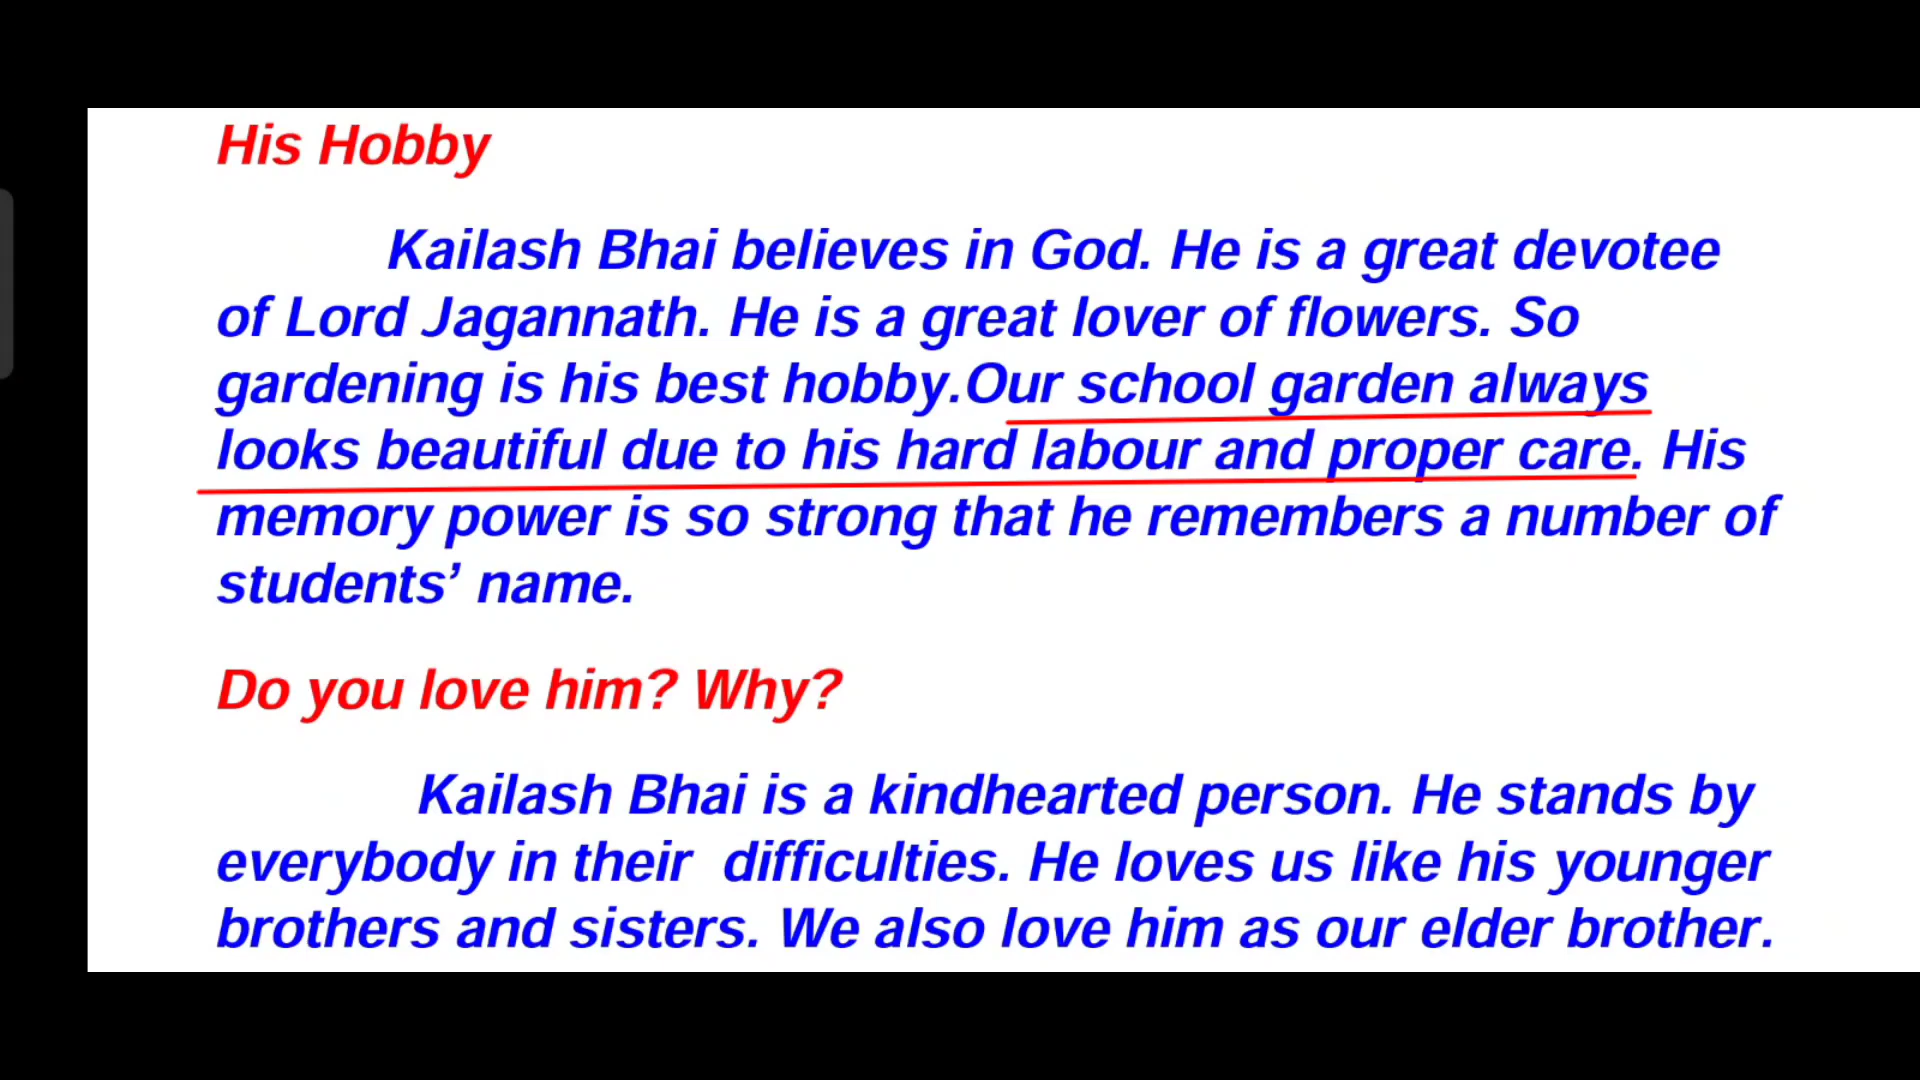 His Hobby
Kailash Bhai believes in God. He is a great devotee
of Lord Jagannath. He is a great lover of flowers. So
gardening is his best hobby.Our school garden always
looks beautiful due to his hard labour and proper care. His
memory power is so strong that he remembers a number of
students’ name.
Do you love him? Why?
Kailash Bhai is a kindhearted person. He stands by
everybody in their  difficulties. He loves us like his younger
brothers and sisters. We also love him as our elder brother.